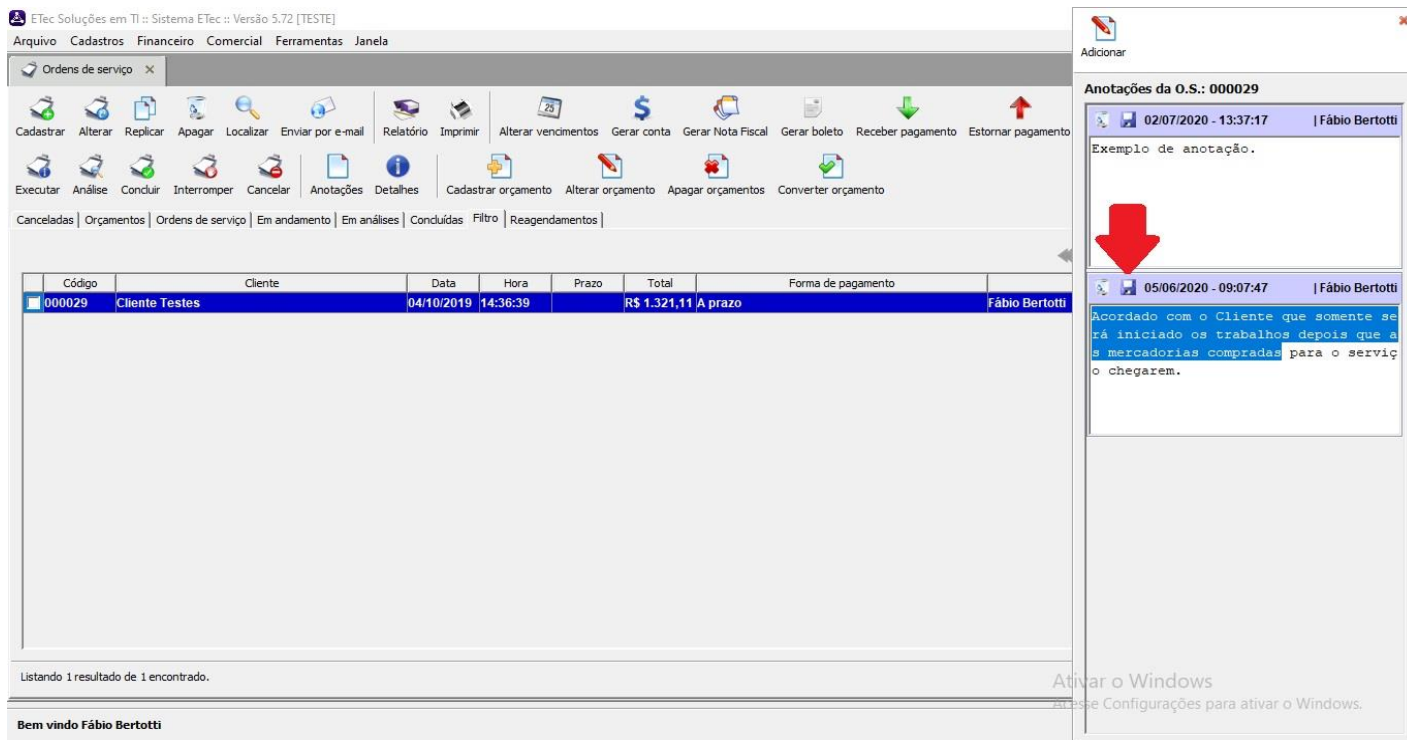 ETec Soluções em TI :: Sistema ETec :: Versão 5.72 [TESTE]
Arquivo Cadastros Financeiro Comercial Ferramentas Janela
Ordens de serviço
Cadastrar Alterar Replicar Apagar Localizar Enviar por e-mail Relatório Imprimir Alterar vencimentos Gerar conta Gerar Nota Fiscal Gerar boleto Receber pagamento Estornar pagamento
Executar Análise Concluir Interromper Cancelar Anotações Detalhes Cadastrar orçamento Alterar orçamento Apagar orçamentos Converter orçamento
Canceladas | Orçamentos | Ordens de serviço | Em andamento | Em análises | Concluídas Filtro | Reagendamentos |
Código Cliente Data Hora Prazo Total Forma de pagamento
000029 Cliente Testes 04/10/2019 14:36:39 R$ 1.321,11 A prazo Fábio Bertotti
Listando 1 resultado de 1 encontrado.
Bem vindo Fábio Bertotti
Adicionar
Anotações da O.S.: 000029
02/07/2020 - 13:37:17 | Fábio Bertotti
Exemplo de anotação.
05/06/2020 - 09:07:47 | Fábio Bertotti
Acordado com o Cliente que somente se
rá iniciado os trabalhos depois que a
s mercadorias compradas para o serviç
o chegarem.
Ativar o Windows
Acesse Configurações para ativar o Windows.